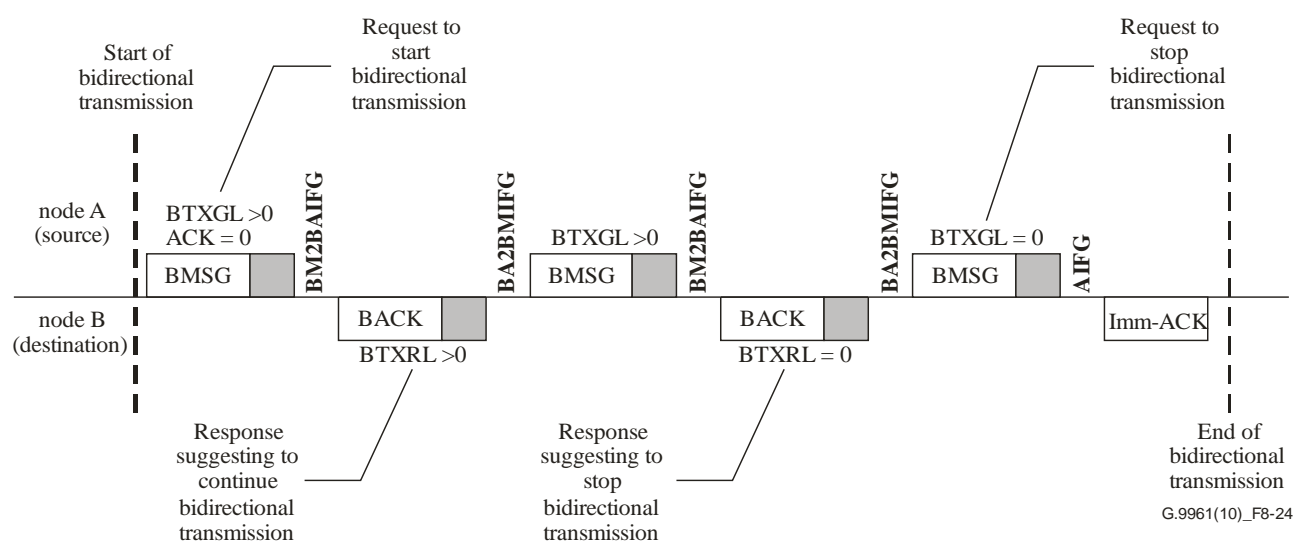 Start of
bidirectional
transmission
Request to
start
bidirectional
transmission
Request to
stop
bidirectional
transmission
node A
(source)
BTXGL >0
ACK = 0
BMSG
BM2BAIFG
BA2BMIFG
BTXGL >0
BMSG
BM2BAIFG
BA2BMIFG
BTXGL = 0
BMSG
AIFG
node B
(destination)
BACK
BTXRL >0
BACK
BTXRL = 0
Imm-ACK
Response
suggesting to
continue
bidirectional
transmission
Response
suggesting to
stop
bidirectional
transmission
End of
bidirectional
transmission
G.9961(10)_F8-24